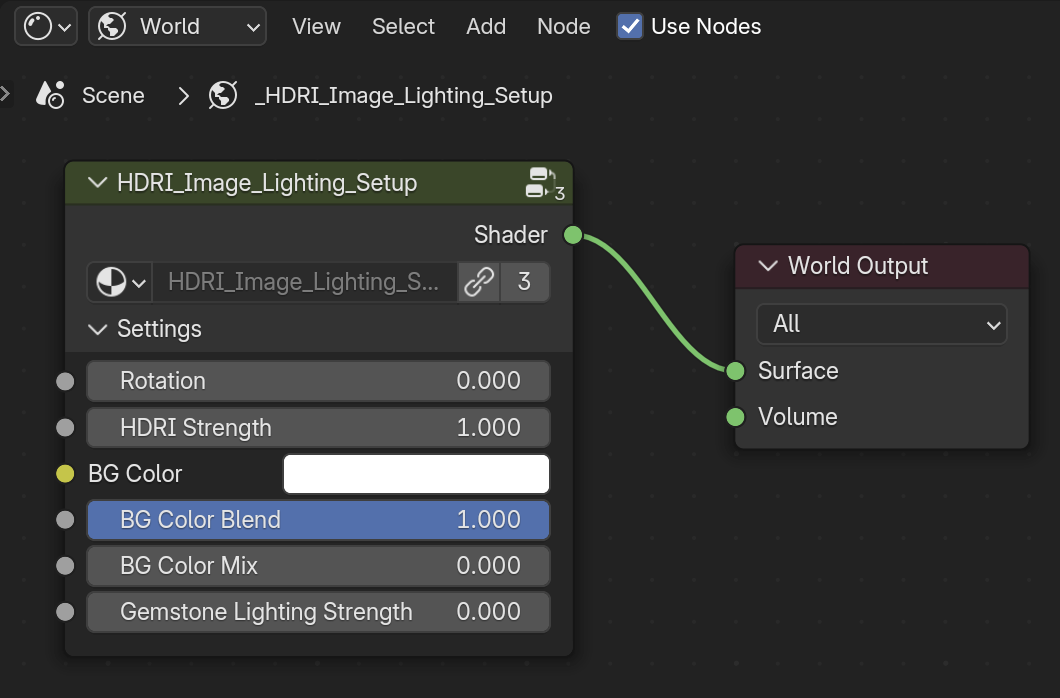 World View Select Add Node Use Nodes
Scene _HDRI_Image_Lighting_Setup
HDRI_Image_Lighting_Setup 3
Shader
HDRI_Image_Lighting_S... 3
Settings
Rotation 0.000
HDRI Strength 1.000
BG Color
BG Color Blend 1.000
BG Color Mix 0.000
Gemstone Lighting Strength 0.000
World Output
All
Surface
Volume